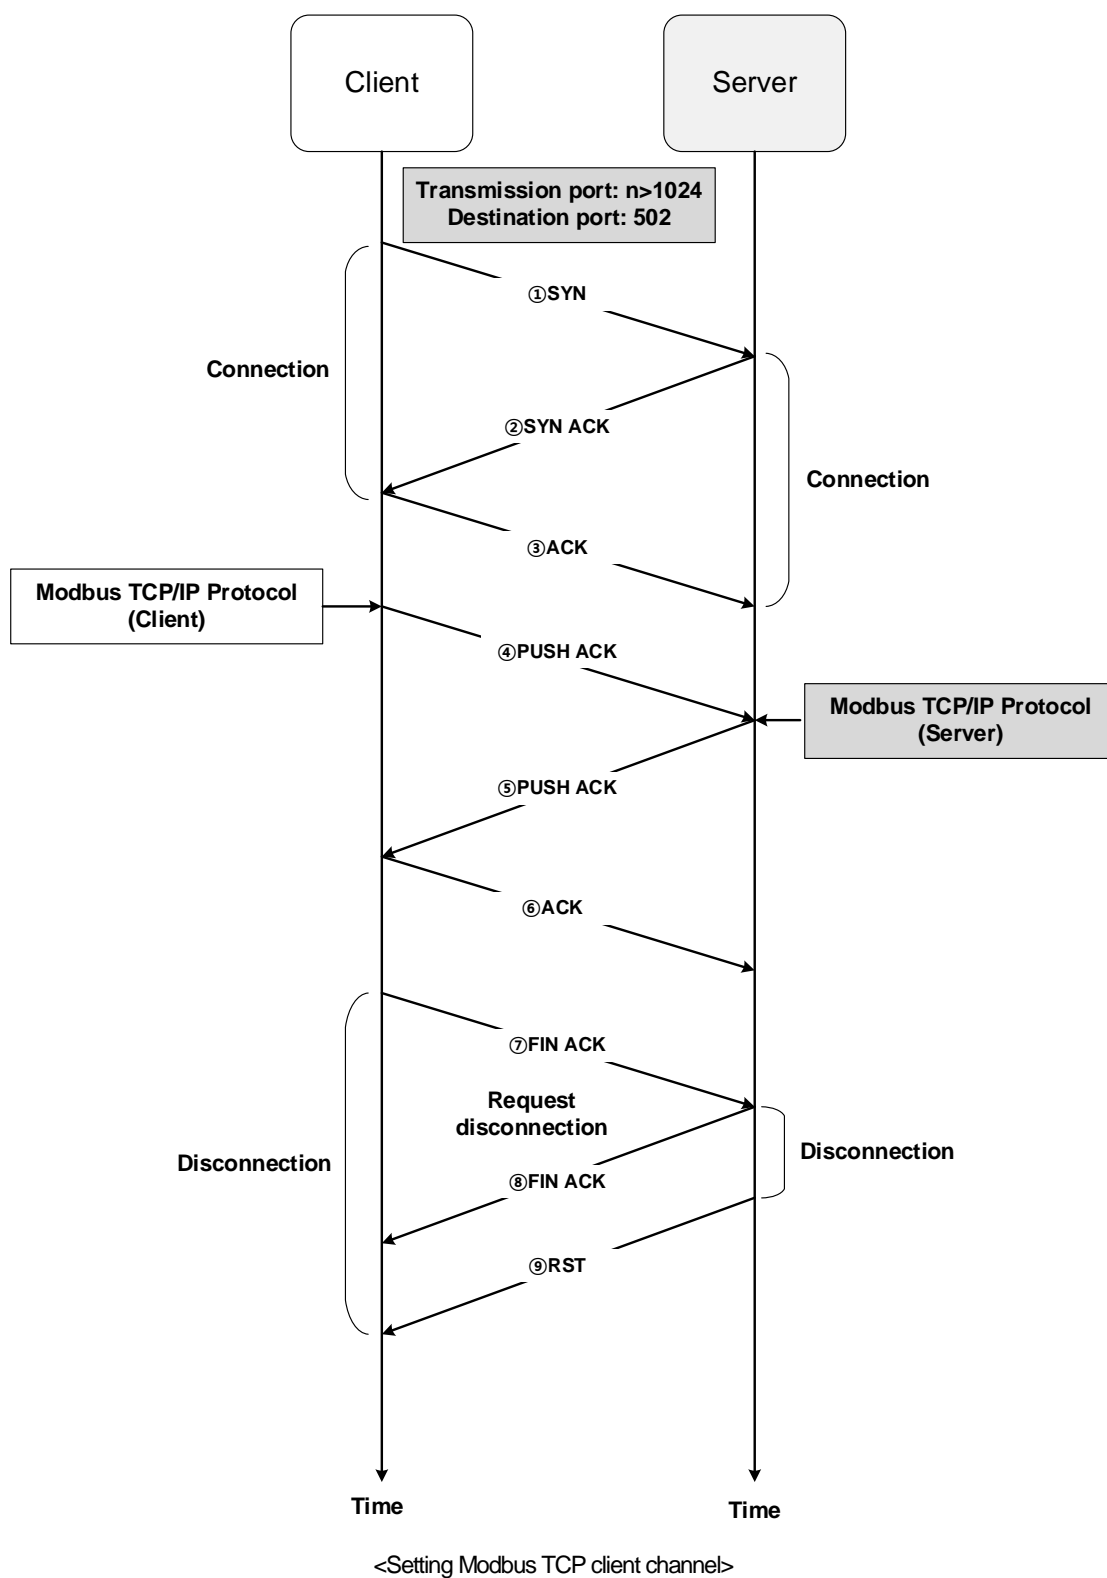 Client
Server
Transmission port: n>1024
Destination port: 502
①SYN
Connection
②SYN ACK
Connection
③ACK
Modbus TCP/IP Protocol
(Client)
④PUSH ACK
Modbus TCP/IP Protocol
(Server)
⑤PUSH ACK
⑥ACK
⑦FIN ACK
Request
disconnection
Disconnection
Disconnection
⑧FIN ACK
⑨RST
Time
Time
<Setting Modbus TCP client channel>